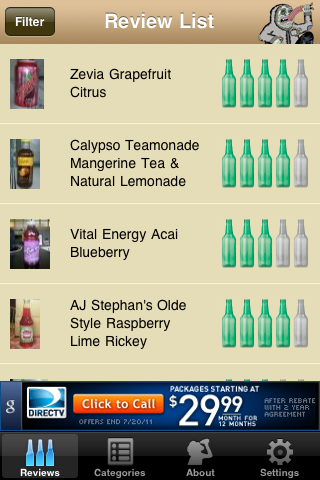 Filter
Review List
Zevia Grapefruit
Citrus
Calypso Teamonade
Mangerine Tea &
Natural Lemonade
Vital Energy Acai
Blueberry
AJ Stephan's Olde
Style Raspberry
Lime Rickey
g
DIRECTV
Click to Call
OFFERS END 7/20/11
PACKAGES STARTING AT
$29.99
MONTH FOR
12 MONTHS
AFTER REBATE
WITH 2 YEAR
AGREEMENT
Reviews
Categories
About
Settings